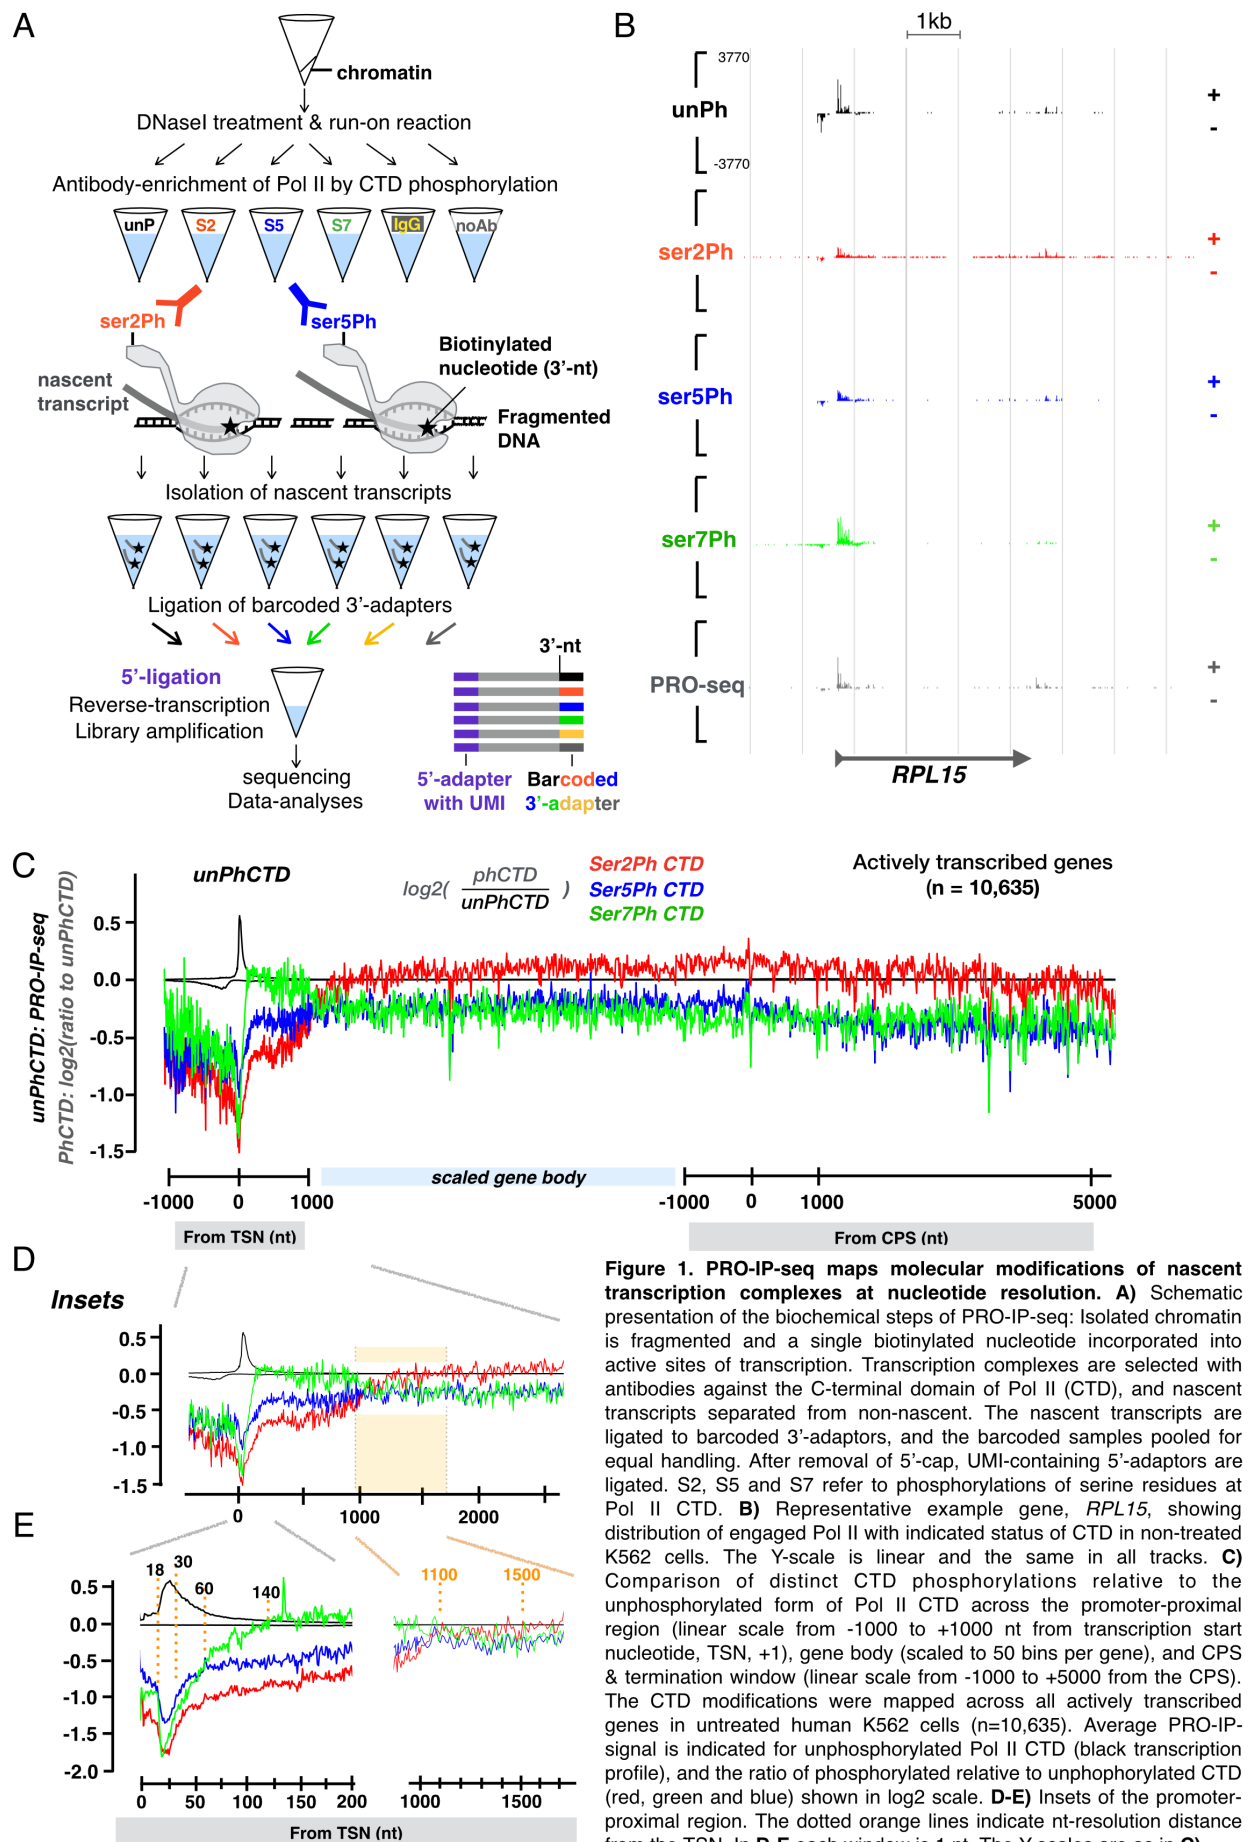 A
chromatin
DNaseI treatment & run-on reaction
Antibody-enrichment of Pol II by CTD phosphorylation
unP S2 S5 S7 IgG noAb
ser2Ph ser5Ph
Biotinylated
nucleotide (3'-nt)
nascent
transcript
Fragmented
DNA
Isolation of nascent transcripts
Ligation of barcoded 3'-adapters
3'-nt
5'-ligation
Reverse-transcription
Library amplification
sequencing
Data-analyses
5'-adapter
with UMI
Barcoded
3'-adapter
B
1kb
3770
unPh
-3770
+
-
ser2Ph
+
-
ser5Ph
+
-
ser7Ph
+
-
PRO-seq
+
-
RPL15
C
unPhCTD: PRO-IP-seq
PhCTD: log2(ratio to unPhCTD)
unPhCTD
log2( phCTD / unPhCTD )
Ser2Ph CTD
Ser5Ph CTD
Ser7Ph CTD
Actively transcribed genes
(n = 10,635)
0.5
0.0
-0.5
-1.0
-1.5
scaled gene body
-1000 0 1000 -1000 0 1000 5000
From TSN (nt) From CPS (nt)
D
Insets
0.5
0.0
-0.5
-1.0
-1.5
0 1000 2000
E
18 30 60 140 1100 1500
0.5
0.0
-0.5
-1.0
-1.5
-2.0
0 50 100 150 200 1000 1500
From TSN (nt)
Figure 1. PRO-IP-seq maps molecular modifications of nascent
transcription complexes at nucleotide resolution. A) Schematic
presentation of the biochemical steps of PRO-IP-seq: Isolated chromatin
is fragmented and a single biotinylated nucleotide incorporated into
active sites of transcription. Transcription complexes are selected with
antibodies against the C-terminal domain of Pol II (CTD), and nascent
transcripts separated from non-nascent. The nascent transcripts are
ligated to barcoded 3'-adaptors, and the barcoded samples pooled for
equal handling. After removal of 5'-cap, UMI-containing 5'-adaptors are
ligated. S2, S5 and S7 refer to phosphorylations of serine residues at
Pol II CTD. B) Representative example gene, RPL15, showing
distribution of engaged Pol II with indicated status of CTD in non-treated
K562 cells. The Y-scale is linear and the same in all tracks. C)
Comparison of distinct CTD phosphorylations relative to the
unphosphorylated form of Pol II CTD across the promoter-proximal
region (linear scale from -1000 to +1000 nt from transcription start
nucleotide, TSN, +1), gene body (scaled to 50 bins per gene), and CPS
& termination window (linear scale from -1000 to +5000 from the CPS).
The CTD modifications were mapped across all actively transcribed
genes in untreated human K562 cells (n=10,635). Average PRO-IP-
signal is indicated for unphosphorylated Pol II CTD (black transcription
profile), and the ratio of phosphorylated relative to unphophorylated CTD
(red, green and blue) shown in log2 scale. D-E) Insets of the promoter-
proximal region. The dotted orange lines indicate nt-resolution distance
from the TSN. In D-E each window is 1 nt. The Y-scales are as in C).